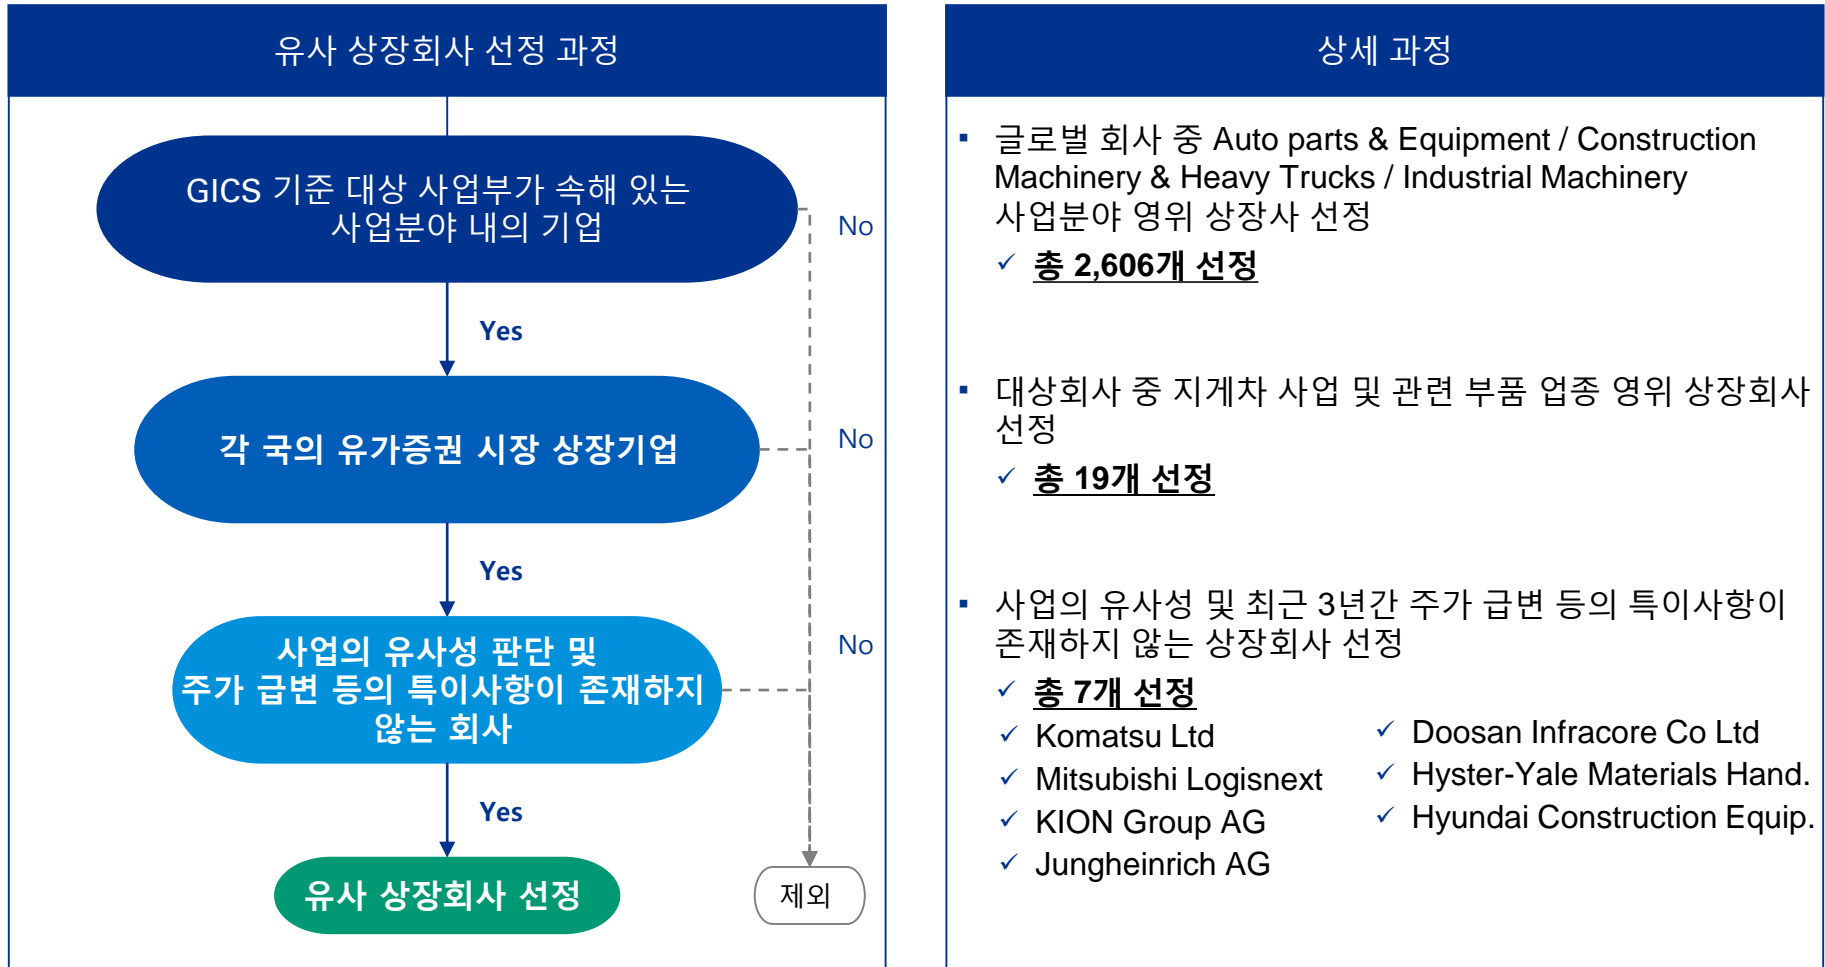 유사 상장회사 선정 과정
GICS 기준 대상 사업부가 속해 있는
사업분야 내의 기업
No
Yes
각 국의 유가증권 시장 상장기업
No
Yes
사업의 유사성 판단 및
주가 급변 등의 특이사항이 존재하지
않는 회사
No
Yes
유사 상장회사 선정
제외
상세 과정
▪ 글로벌 회사 중 Auto parts & Equipment / Construction
Machinery & Heavy Trucks / Industrial Machinery
사업분야 영위 상장사 선정
✓ 총 2,606개 선정
▪ 대상회사 중 지게차 사업 및 관련 부품 업종 영위 상장회사
선정
✓ 총 19개 선정
▪ 사업의 유사성 및 최근 3년간 주가 급변 등의 특이사항이
존재하지 않는 상장회사 선정
✓ 총 7개 선정
✓ Komatsu Ltd
✓ Mitsubishi Logisnext
✓ KION Group AG
✓ Jungheinrich AG
✓ Doosan Infracore Co Ltd
✓ Hyster-Yale Materials Hand.
✓ Hyundai Construction Equip.